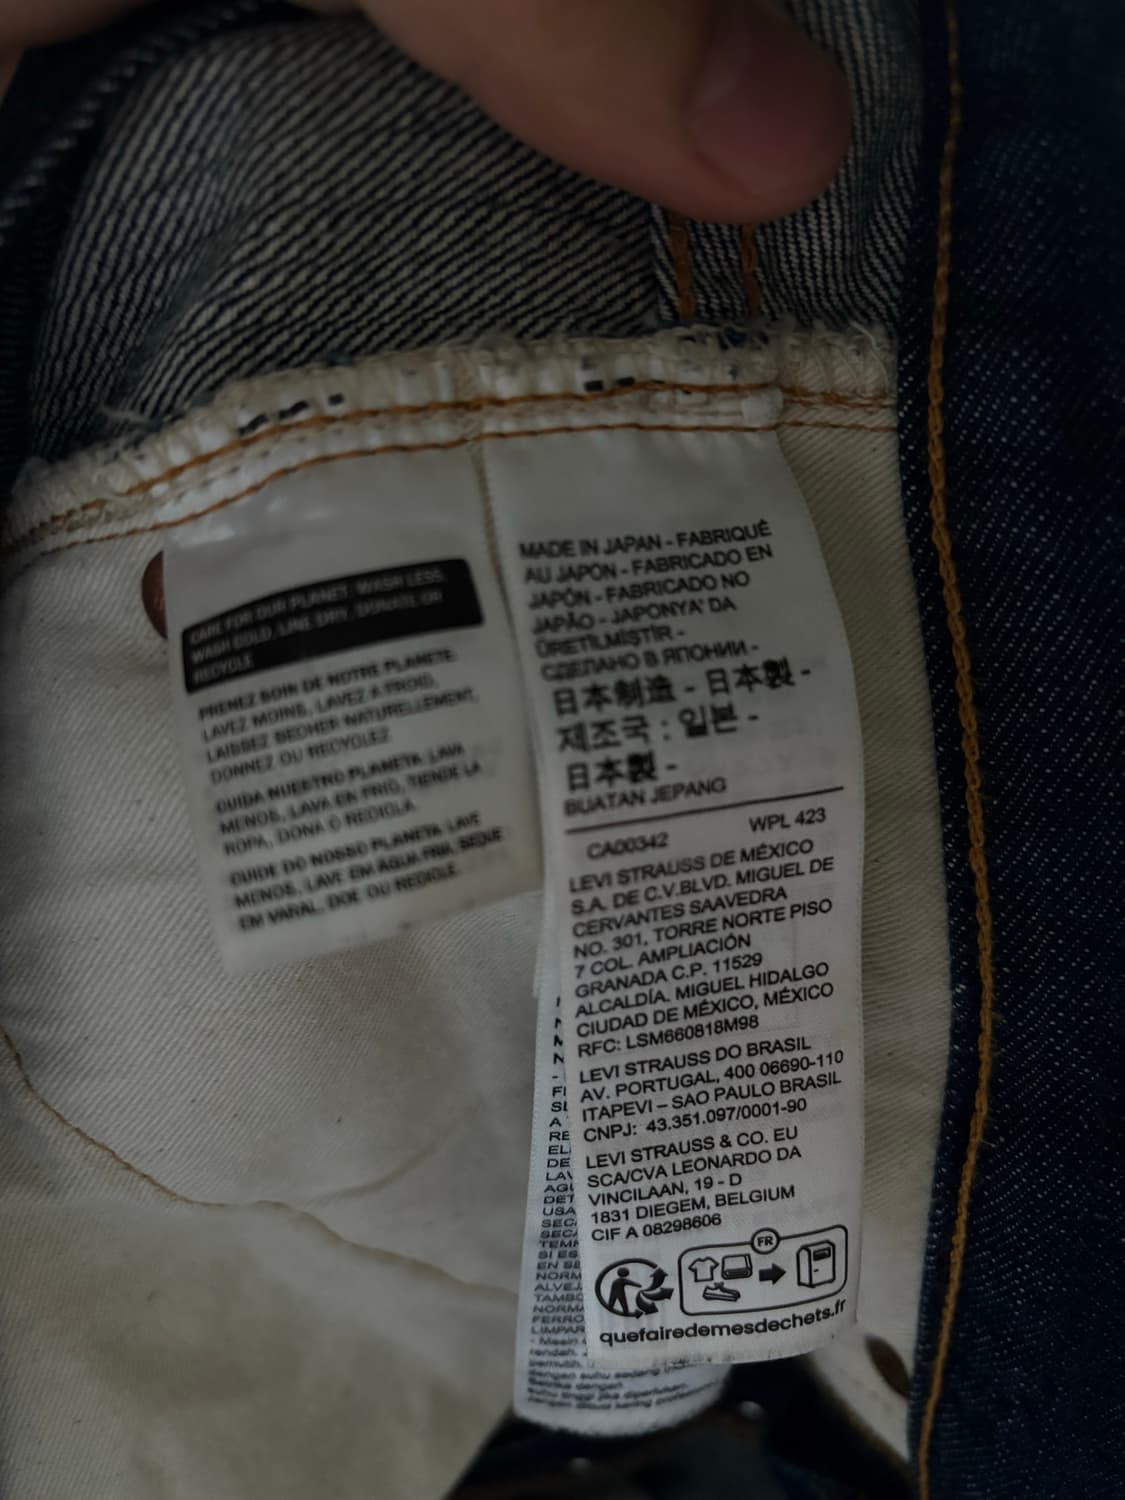 CARE FOR OUR PLANET: WASH LESS,
WASH COLD, LINE DRY, DONATE OR
RECYCLE
PRENEZ SOIN DE NOTRE PLANÈTE:
LAVEZ MOINS, LAVEZ À FROID,
LAISSEZ SÉCHER NATURELLEMENT,
DONNEZ OU RECYCLEZ
CUIDA NUESTRO PLANETA: LAVA
MENOS, LAVA EN FRÍO, TIENDE LA
ROPA, DONA O RECICLA
CUIDE DO NOSSO PLANETA: LAVE
MENOS, LAVE EM ÁGUA FRIA, SEQUE
EM VARAL, DOE OU RECICLE
MADE IN JAPAN - FABRIQUÉ
AU JAPON - FABRICADO EN
JAPÓN - FABRICADO NO
JAPÃO - JAPONYA' DA
ÜRETİLMİŞTİR -
СДЕЛАНО В ЯПОНИИ -
日本制造 - 日本製 -
제조국 : 일본 -
日本製 -
BUATAN JEPANG
CA00342 WPL 423
LEVI STRAUSS DE MÉXICO
S.A. DE C.V.BLVD. MIGUEL DE
CERVANTES SAAVEDRA
NO. 301, TORRE NORTE PISO
7 COL. AMPLIACIÓN
GRANADA C.P. 11529
ALCALDÍA. MIGUEL HIDALGO
CIUDAD DE MÉXICO, MÉXICO
RFC: LSM660818M98
LEVI STRAUSS DO BRASIL
AV. PORTUGAL, 400 06690-110
ITAPEVI – SAO PAULO BRASIL
CNPJ: 43.351.097/0001-90
LEVI STRAUSS & CO. EU
SCA/CVA LEONARDO DA
VINCILAAN, 19 - D
1831 DIEGEM, BELGIUM
CIF A 08298606
FR
quefairedemesdechets.fr